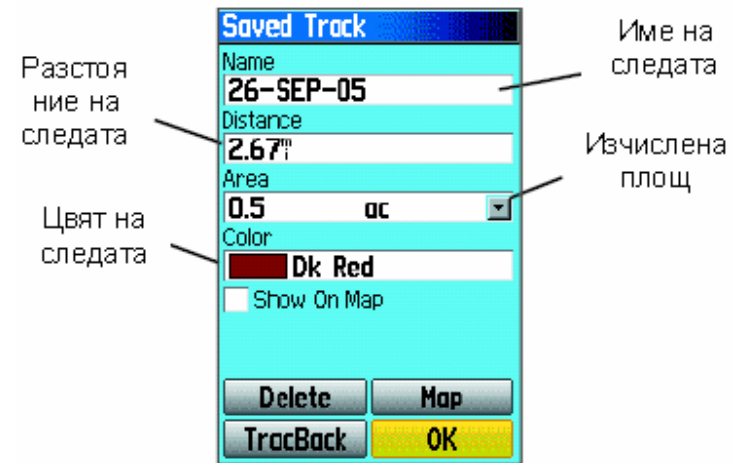 Saved Track
Name
26-SEP-05
Distance
2.67mi
Area
0.5 ac
Color
Dk Red
Show On Map
Delete Map
TracBack OK
Разстоя
ние на
следата
Цвят на
следата
Име на
следата
Изчислена
площ